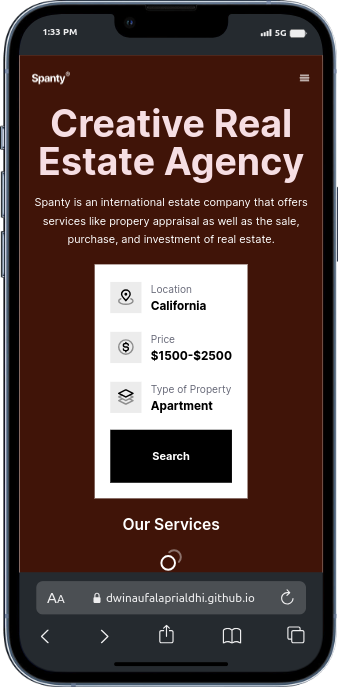 1:33 PM
5G
Spanty®
Creative Real
Estate Agency
Spanty is an international estate company that offers
services like propery appraisal as well as the sale,
purchase, and investment of real estate.
Location
California
Price
$1500-$2500
Type of Property
Apartment
Search
Our Services
AA dwinaufalaprialdhi.github.io